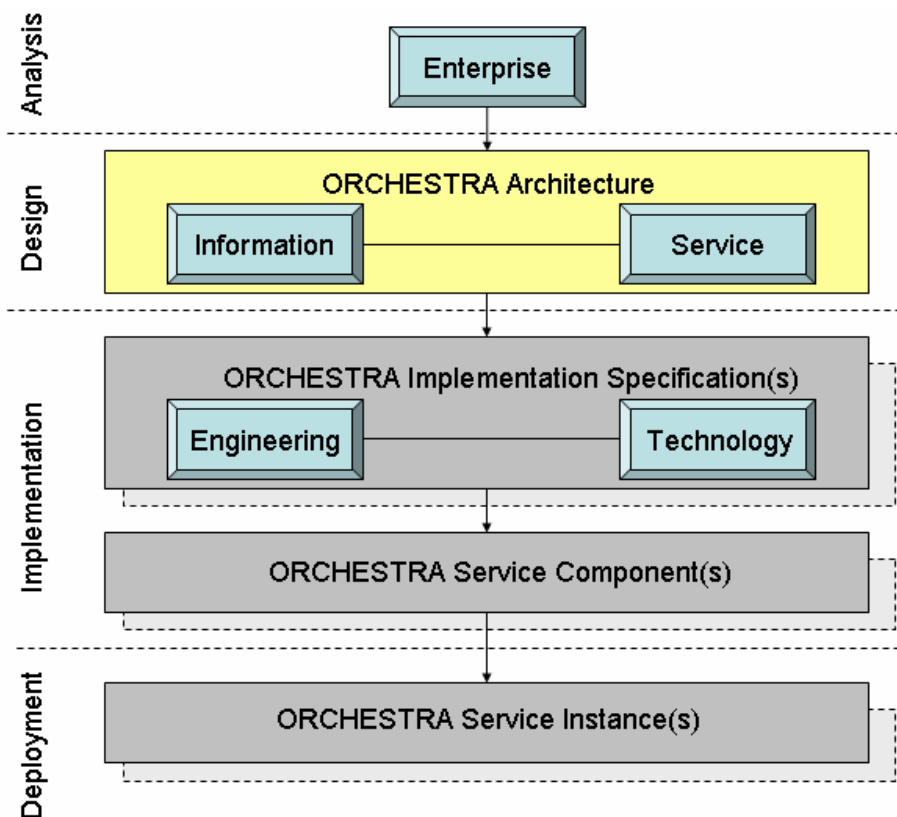 Analysis
Enterprise
Design
ORCHESTRA Architecture
Information
Service
Implementation
ORCHESTRA Implementation Specification(s)
Engineering
Technology
ORCHESTRA Service Component(s)
Deployment
ORCHESTRA Service Instance(s)